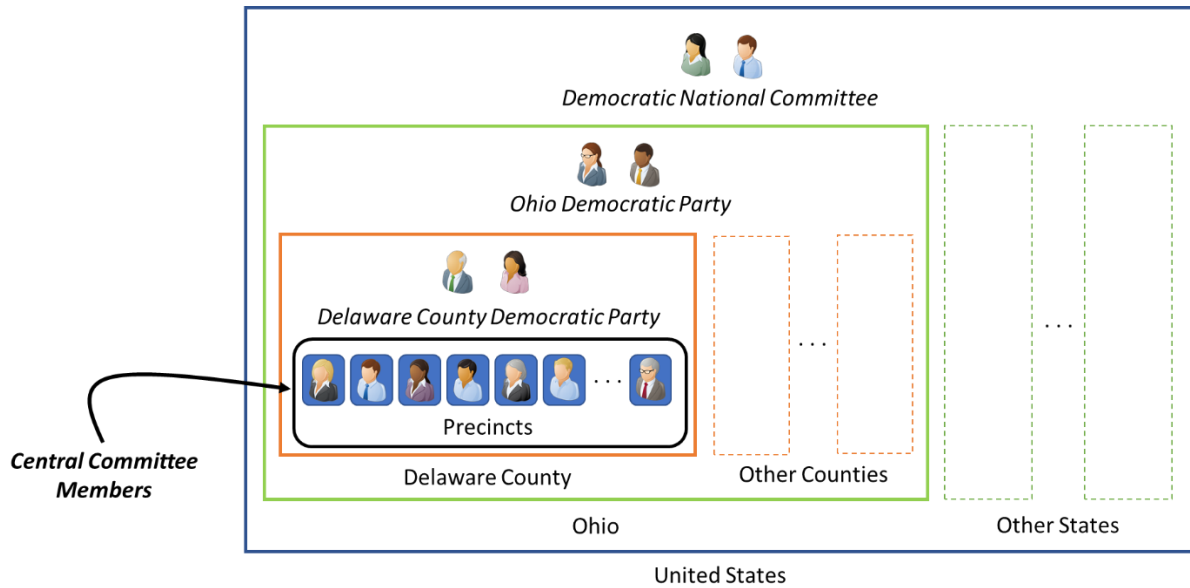 Democratic National Committee
Ohio Democratic Party
Delaware County Democratic Party
. . .
. . .
. . .
Precincts
Central Committee
Members
Delaware County
Other Counties
Ohio
Other States
United States